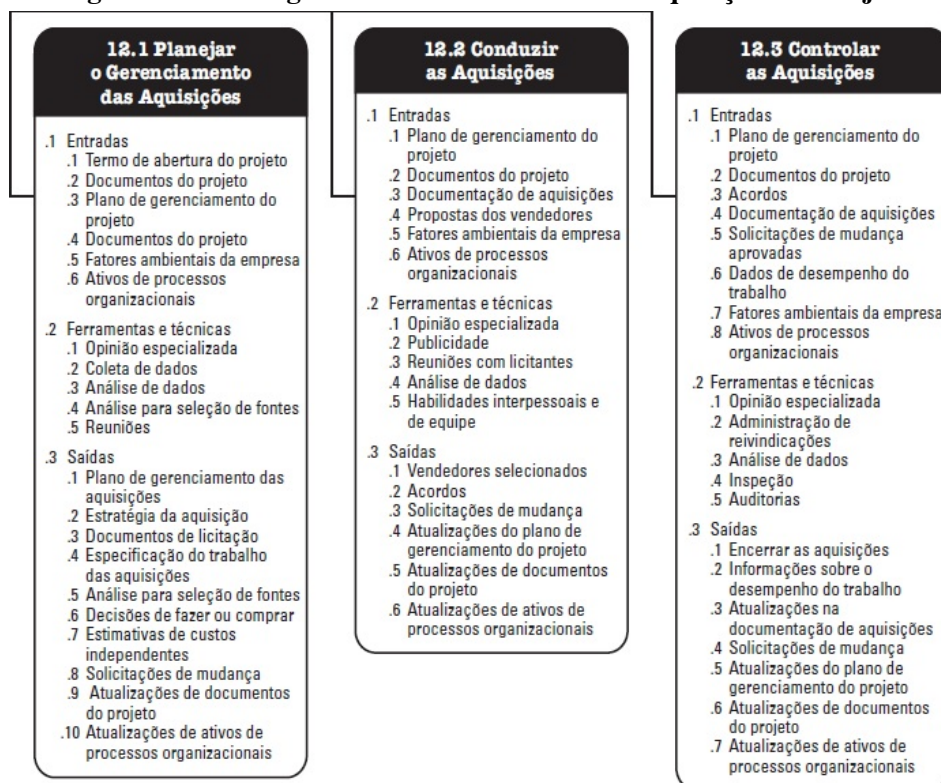 12.1 Planejar
o Gerenciamento
das Aquisições
.1 Entradas
.1 Termo de abertura do projeto
.2 Documentos do projeto
.3 Plano de gerenciamento do
projeto
.4 Documentos do projeto
.5 Fatores ambientais da empresa
.6 Ativos de processos
organizacionais
.2 Ferramentas e técnicas
.1 Opinião especializada
.2 Coleta de dados
.3 Análise de dados
.4 Análise para seleção de fontes
.5 Reuniões
.3 Saídas
.1 Plano de gerenciamento das
aquisições
.2 Estratégia da aquisição
.3 Documentos de licitação
.4 Especificação do trabalho
das aquisições
.5 Análise para seleção de fontes
.6 Decisões de fazer ou comprar
.7 Estimativas de custos
independentes
.8 Solicitações de mudança
.9 Atualizações de documentos
do projeto
.10 Atualizações de ativos de
processos organizacionais
12.2 Conduzir
as Aquisições
.1 Entradas
.1 Plano de gerenciamento do
projeto
.2 Documentos do projeto
.3 Documentação de aquisições
.4 Propostas dos vendedores
.5 Fatores ambientais da empresa
.6 Ativos de processos
organizacionais
.2 Ferramentas e técnicas
.1 Opinião especializada
.2 Publicidade
.3 Reuniões com licitantes
.4 Análise de dados
.5 Habilidades interpessoais e
de equipe
.3 Saídas
.1 Vendedores selecionados
.2 Acordos
.3 Solicitações de mudança
.4 Atualizações do plano de
gerenciamento do projeto
.5 Atualizações de documentos
do projeto
.6 Atualizações de ativos de
processos organizacionais
12.3 Controlar
as Aquisições
.1 Entradas
.1 Plano de gerenciamento do
projeto
.2 Documentos do projeto
.3 Acordos
.4 Documentação de aquisições
.5 Solicitações de mudança
aprovadas
.6 Dados de desempenho do
trabalho
.7 Fatores ambientais da empresa
.8 Ativos de processos
organizacionais
.2 Ferramentas e técnicas
.1 Opinião especializada
.2 Administração de
reivindicações
.3 Análise de dados
.4 Inspeção
.5 Auditorias
.3 Saídas
.1 Encerrar as aquisições
.2 Informações sobre o
desempenho do trabalho
.3 Atualizações na
documentação de aquisições
.4 Solicitações de mudança
.5 Atualizações do plano de
gerenciamento do projeto
.6 Atualizações de documentos
do projeto
.7 Atualizações de ativos de
processos organizacionais